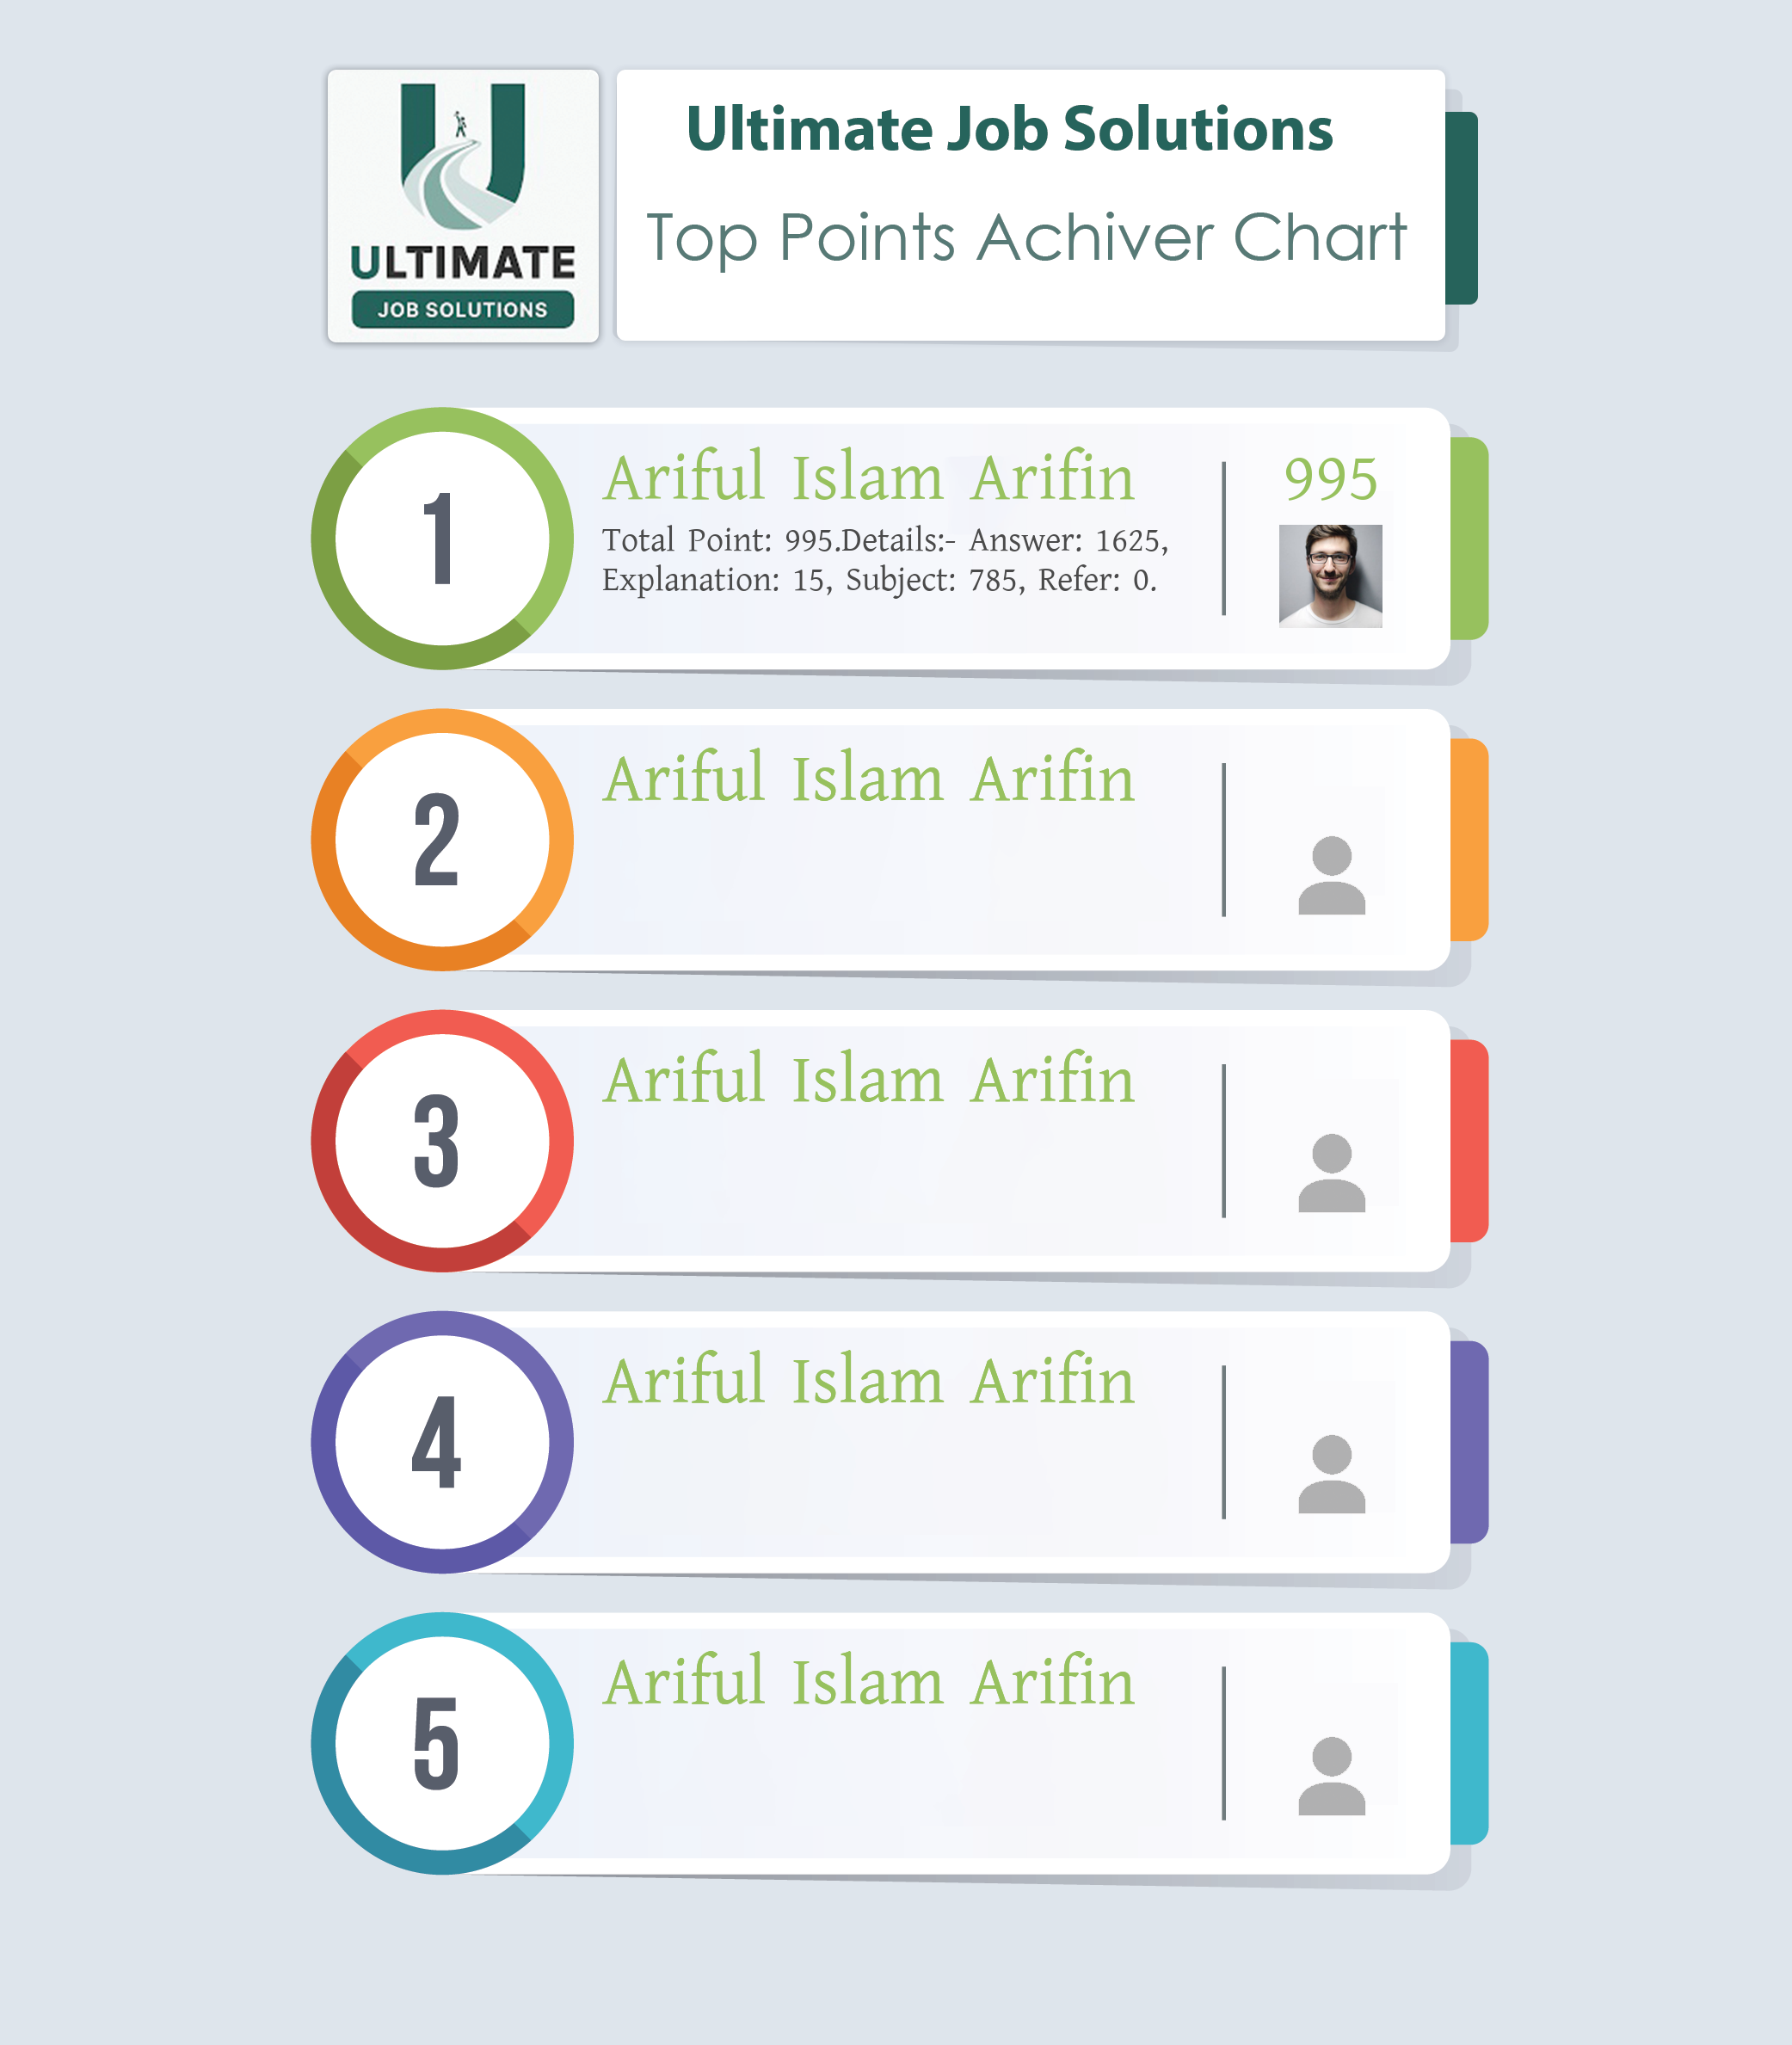 ULTIMATE
JOB SOLUTIONS
Ultimate Job Solutions
Top Points Achiver Chart
1
Ariful Islam Arifin
995
Total Point: 995.Details:- Answer: 1625,
Explanation: 15, Subject: 785, Refer: 0.
2
Ariful Islam Arifin
3
Ariful Islam Arifin
4
Ariful Islam Arifin
5
Ariful Islam Arifin